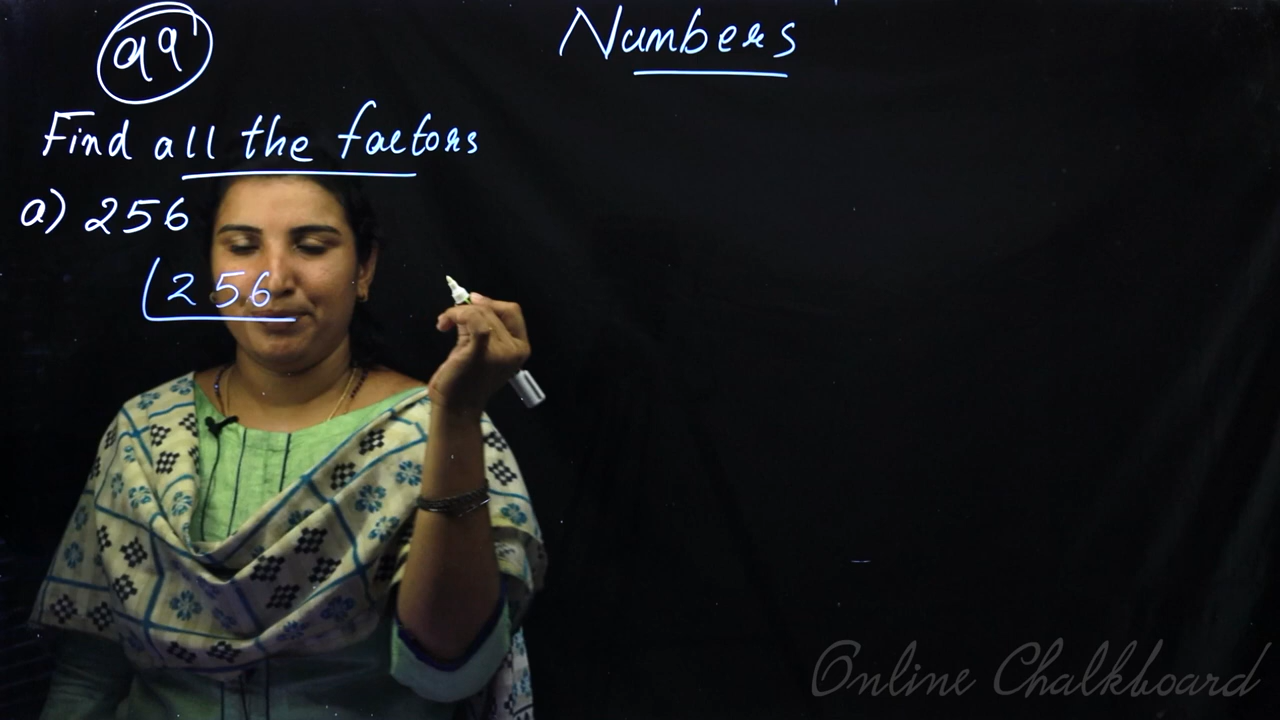 99
Numbers
Find all the factors
a) 256
256
Online Chalkboard